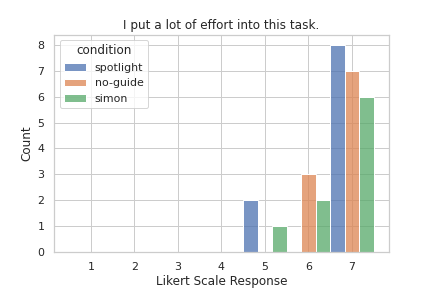 I put a lot of effort into this task.
condition
spotlight
no-guide
simon
Count
8
7
6
5
4
3
2
1
0
1 2 3 4 5 6 7
Likert Scale Response